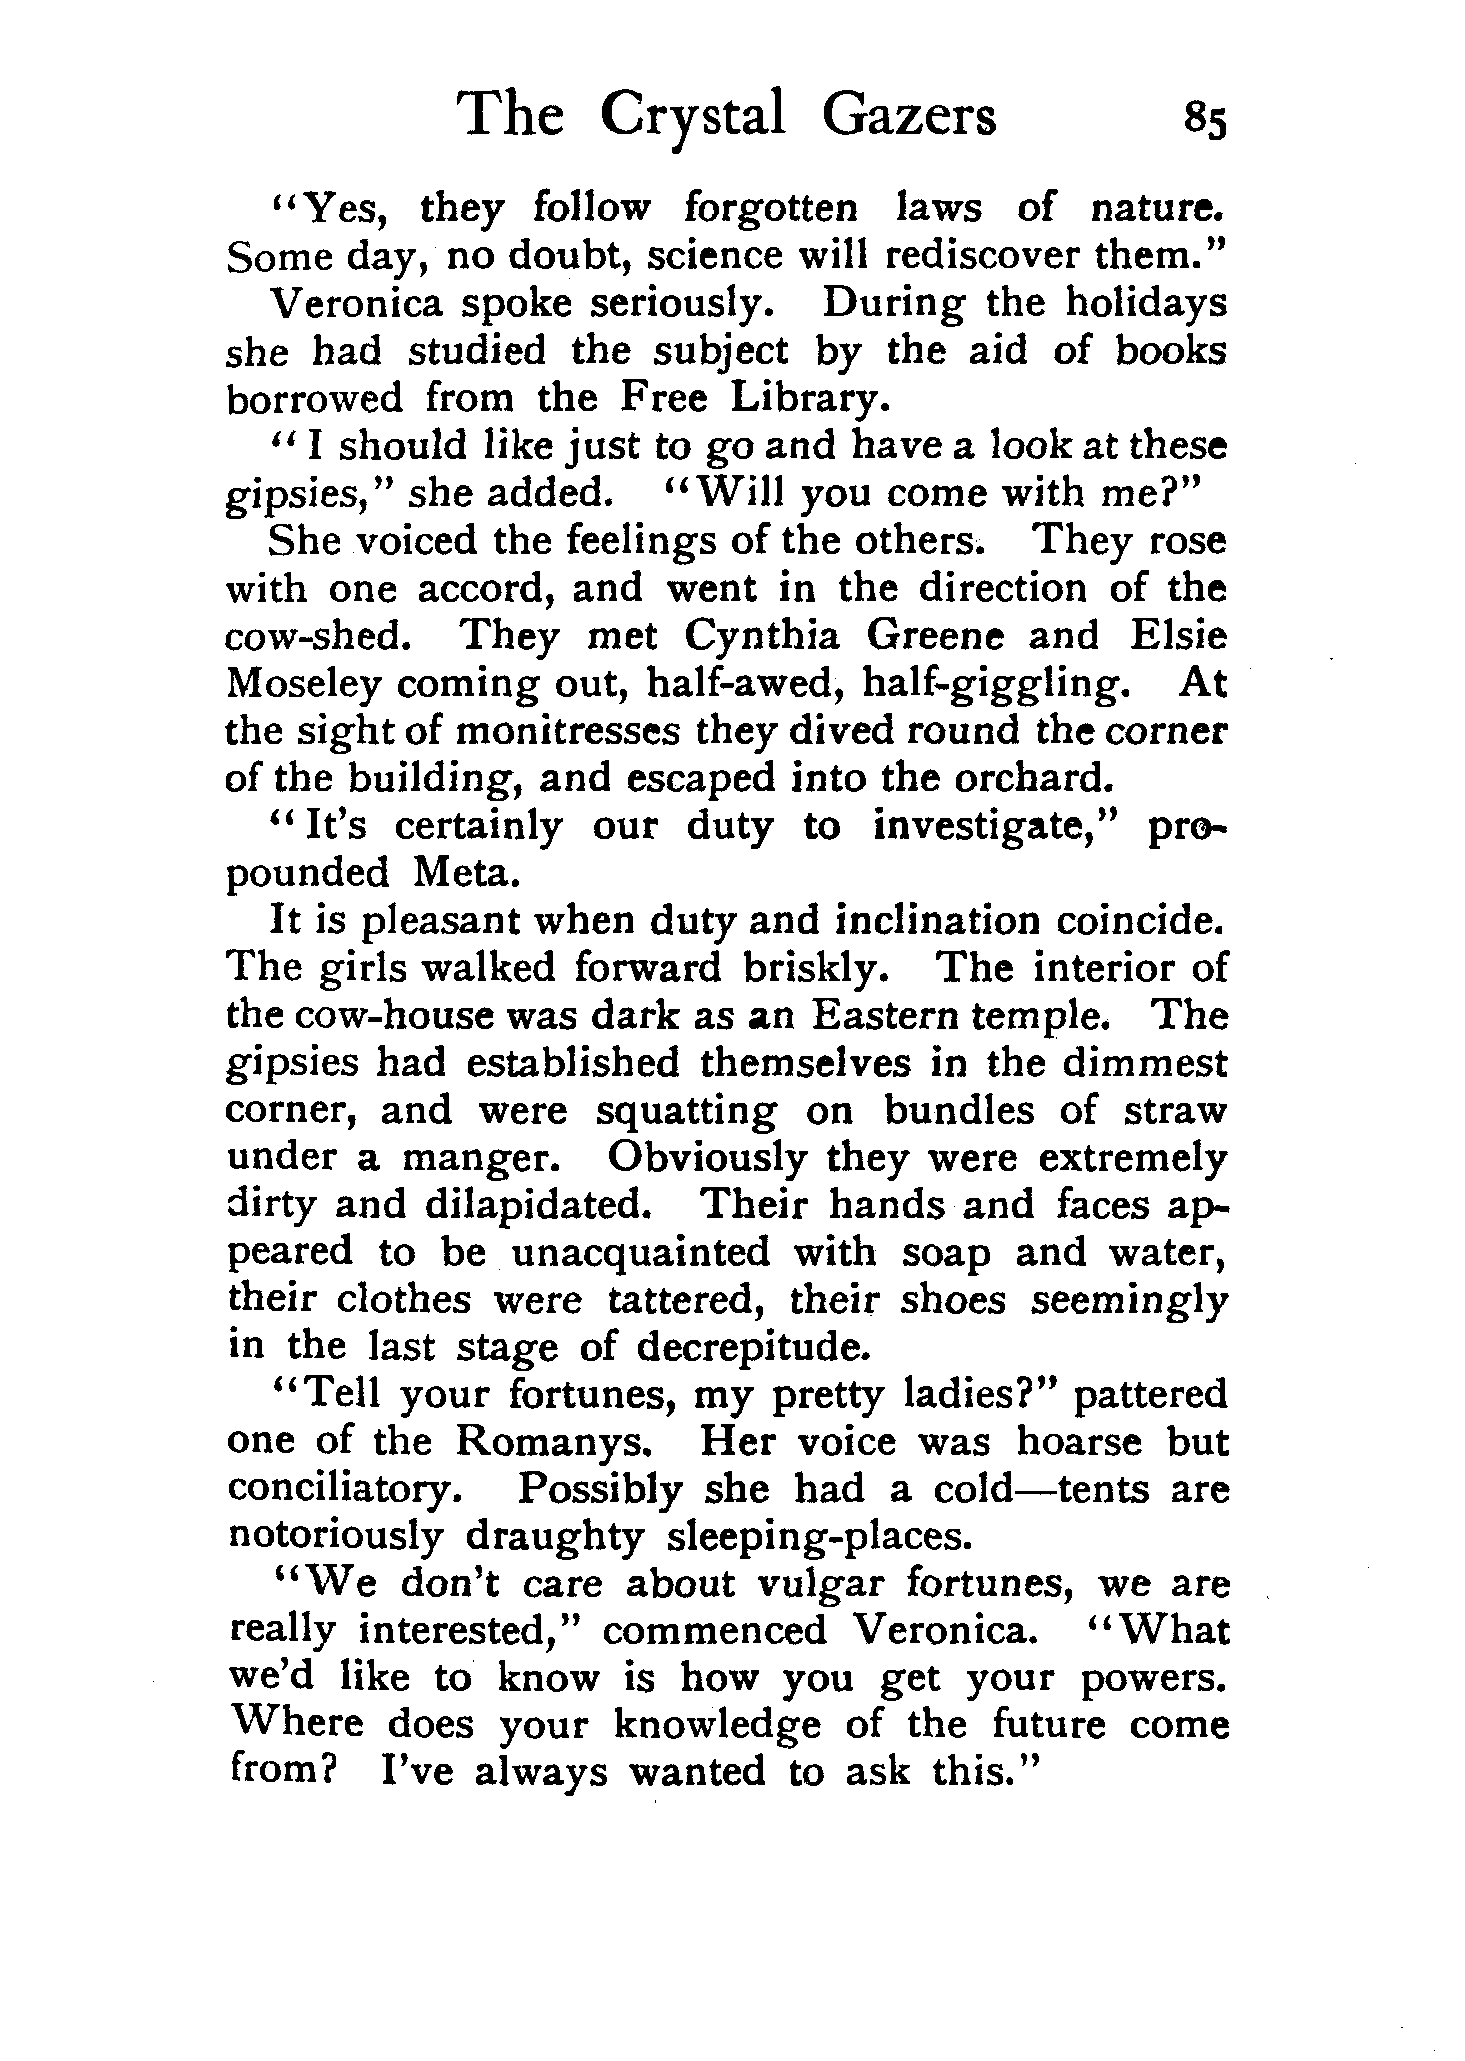 The Crystal Gazers 85
"Yes, they follow forgotten laws of nature.
Some day, no doubt, science will rediscover them."
Veronica spoke seriously. During the holidays
she had studied the subject by the aid of books
borrowed from the Free Library.
"I should like just to go and have a look at these
gipsies," she added. "Will you come with me?"
She voiced the feelings of the others. They rose
with one accord, and went in the direction of the
cow-shed. They met Cynthia Greene and Elsie
Moseley coming out, half-awed, half-giggling. At
the sight of monitresses they dived round the corner
of the building, and escaped into the orchard.
"It's certainly our duty to investigate," pro-
pounded Meta.
It is pleasant when duty and inclination coincide.
The girls walked forward briskly. The interior of
the cow-house was dark as an Eastern temple. The
gipsies had established themselves in the dimmest
corner, and were squatting on bundles of straw
under a manger. Obviously they were extremely
dirty and dilapidated. Their hands and faces ap-
peared to be unacquainted with soap and water,
their clothes were tattered, their shoes seemingly
in the last stage of decrepitude.
"Tell your fortunes, my pretty ladies?" pattered
one of the Romanys. Her voice was hoarse but
conciliatory. Possibly she had a cold—tents are
notoriously draughty sleeping-places.
"We don't care about vulgar fortunes, we are
really interested," commenced Veronica. "What
we'd like to know is how you get your powers.
Where does your knowledge of the future come
from? I've always wanted to ask this."